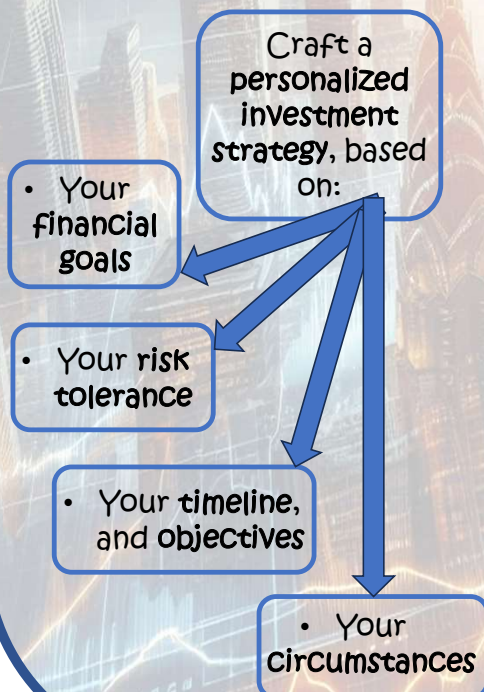 Craft a
personalized
investment
strategy, based
on:
• Your
financial
goals
• Your risk
tolerance
• Your timeline,
and objectives
• Your
circumstances